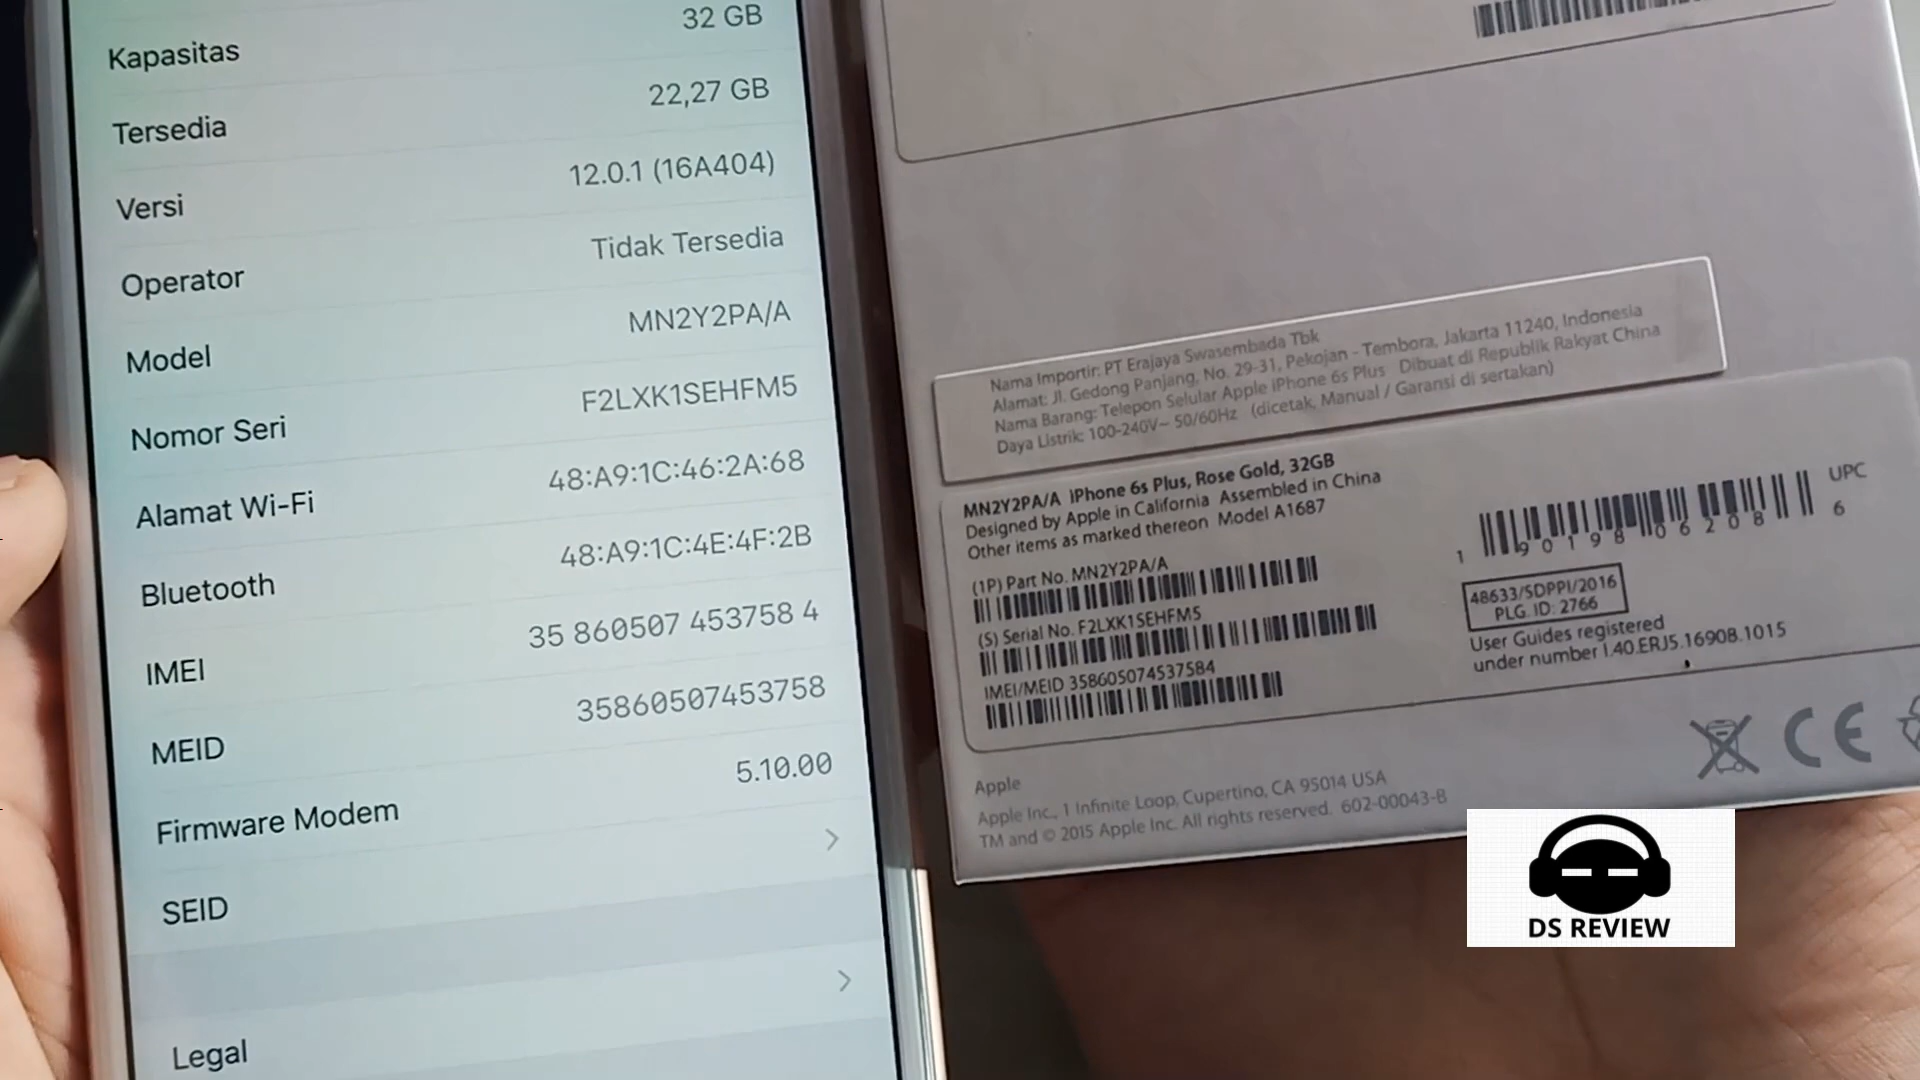 32 GB
Kapasitas
22,27 GB
Tersedia
12.0.1 (16A404)
Versi
Tidak Tersedia
Operator
MN2Y2PA/A
Model
F2LXK1SEHFM5
Nomor Seri
48:A9:1C:46:2A:68
Alamat Wi-Fi
48:A9:1C:4E:4F:2B
Bluetooth
35 860507 453758 4
IMEI
35860507453758
MEID
5.10.00
Firmware Modem
SEID
Legal
Nama Importir: PT Erajaya Swasembada Tbk
Alamat: Jl. Gedong Panjang, No. 29-31, Pekojan - Tembora, Jakarta 11240, Indonesia
Nama Barang: Telepon Selular Apple iPhone 6s Plus Dibuat di Republik Rakyat China
Daya Listrik: 100-240V~ 50/60Hz (dicetak, Manual / Garansi di sertakan)
MN2Y2PA/A iPhone 6s Plus, Rose Gold, 32GB
Designed by Apple in California Assembled in China
Other items as marked thereon Model A1687
(1P) Part No. MN2Y2PA/A
(S) Serial No. F2LXK1SEHFM5
IMEI/MEID 358605074537584
UPC
1 90198 06208 6
48633/SDPPI/2016
PLG. ID: 2766
User Guides registered
under number I.40.ERJ5.16908.1015
CE
Apple
Apple Inc., 1 Infinite Loop, Cupertino, CA 95014 USA
TM and © 2015 Apple Inc. All rights reserved. 602-00043-B
DS REVIEW